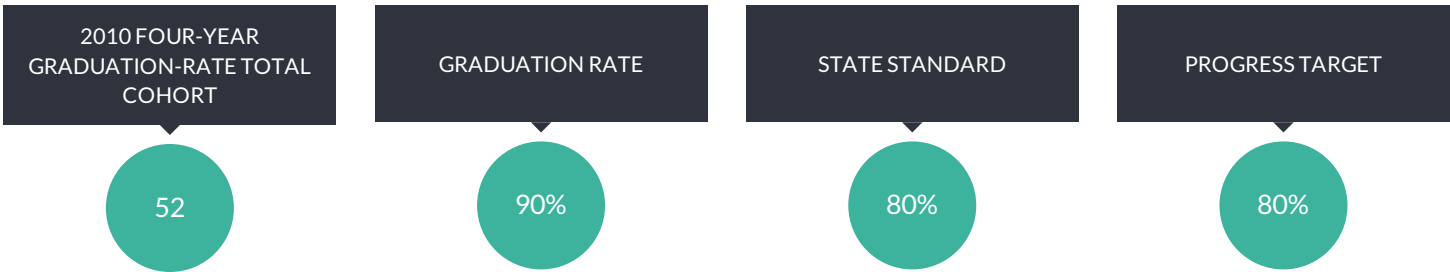 2010 FOUR-YEAR
GRADUATION-RATE TOTAL
COHORT
52
GRADUATION RATE
90%
STATE STANDARD
80%
PROGRESS TARGET
80%